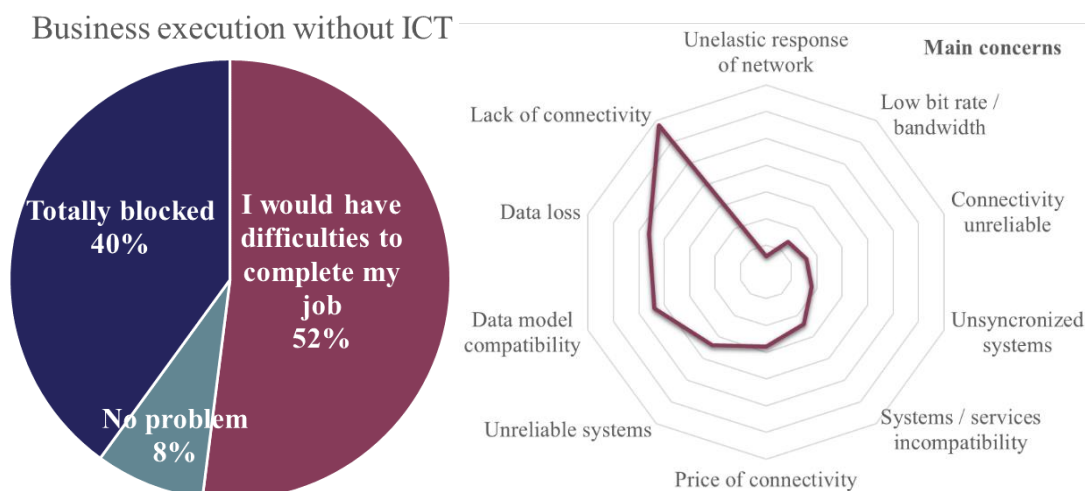 Business execution without ICT
Totally blocked
40%
I would have
difficulties to
complete my
job
52%
No problem
8%
Main concerns
Unelastic response
of network
Low bit rate /
bandwidth
Connectivity
unreliable
Unsyncronized
systems
Systems / services
incompatibility
Price of connectivity
Unreliable systems
Data model
compatibility
Data loss
Lack of connectivity